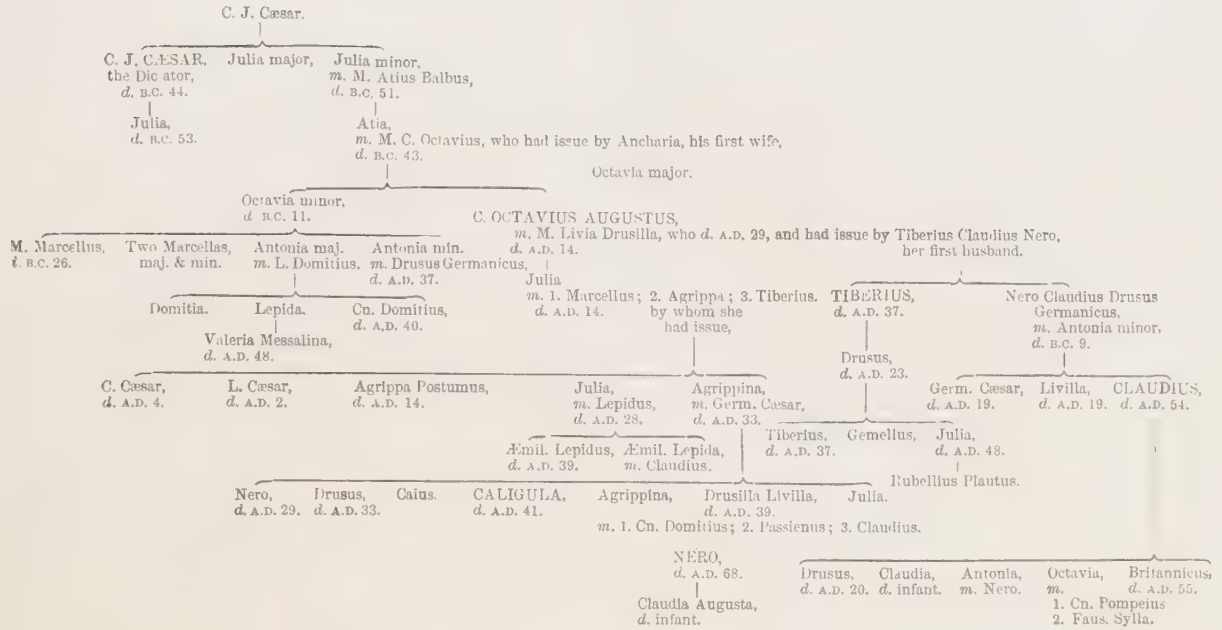 C. J. Cæsar.
C. J. CÆSAR, Julia major, Julia minor,
the Dic ator, m. M. Atius Balbus,
d. B.C. 44. d. B.C. 51.
Julia, Atia,
d. B.C. 53. m. M. C. Octavius, who had issue by Ancharia, his first wife,
d. B.C. 43.
Octavia major.
Octavia minor,
d B.C. 11. C. OCTAVIUS AUGUSTUS,
m. M. Livia Drusilla, who d. A.D. 29, and had issue by Tiberius Claudius Nero,
M. Marcellus, Two Marcellas, Antonia maj. Antonia min. d. A.D. 14. her first husband.
B.C. 26. maj. & min. m. L. Domitius. m. Drusus Germanicus,
d. A.D. 37. Julia
m. 1. Marcellus; 2. Agrippa; 3. Tiberius. TIBERIUS, Nero Claudius Drusus
Domitia. Lepida. Cn. Domitius, d. A.D. 14. by whom she d. A.D. 37. Germanicus,
d. A.D. 40. had issue, m. Antonia minor,
Valeria Messalina, d. B.C. 9.
d. A.D. 48. Drusus,
d. A.D. 23.
C. Cæsar, L. Cæsar, Agrippa Postumus, Julia, Agrippina, Germ. Cæsar, Livilla, CLAUDIUS,
d. A.D. 4. d. A.D. 2. d. A.D. 14. m. Lepidus, m. Germ. Cæsar, d. A.D. 19. d. A.D. 19. d. A.D. 54.
d. A.D. 28. d. A.D. 33.
Tiberius, Gemellus, Julia,
Æmil. Lepidus, Æmil. Lepida, d. A.D. 37. d. A.D. 48.
d. A.D. 39. m. Claudius.
Rubellius Plantus.
Nero, Drusus, Caius. CALIGULA, Agrippina, Drusilla Livilla, Julia.
d. A.D. 29. d. A.D. 33. d. A.D. 41. d. A.D. 39.
m. 1. Cn. Domitius; 2. Passienus; 3. Claudius.
NERO,
d. A.D. 68. Drusus, Claudia, Antonia, Octavia, Britannicus,
d. A.D. 20. d. infant. m. Nero. m. d. A.D. 55.
Claudia Augusta, 1. Cn. Pompeius
d. infant. 2. Faus. Sylla.